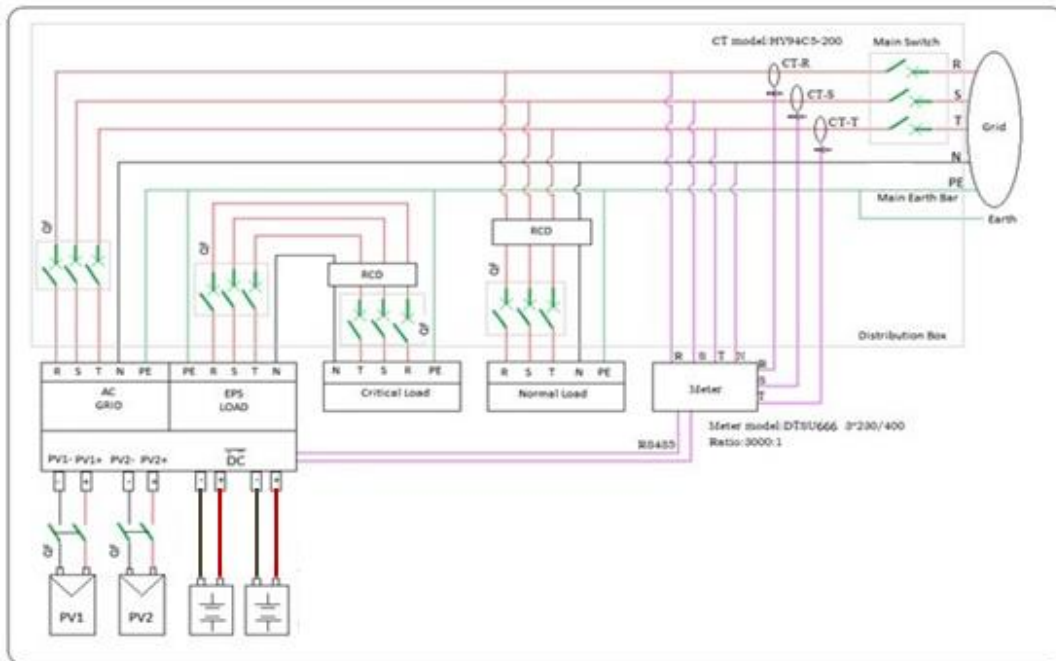 CT model:HY94C5-200
Main Switch
CT-R
R
CT-S
S
CT-T
T
Grid
N
PE
Main Earth Bar
Earth
QF
QF
RCD
RCD
QF
QF
Distribution Box
R S T N PE PE R S T N
N T S R PE
R S T N PE
R S T N
R
S
T
AC
GRID
EPS
LOAD
Critical Load
Normal Load
Meter
Meter model:DTSU666 3*230/400
RS485
Ratio:3000:1
PV1- PV1+ PV2- PV2+
DC
- + - + - + - +
QF
QF
PV1
PV2